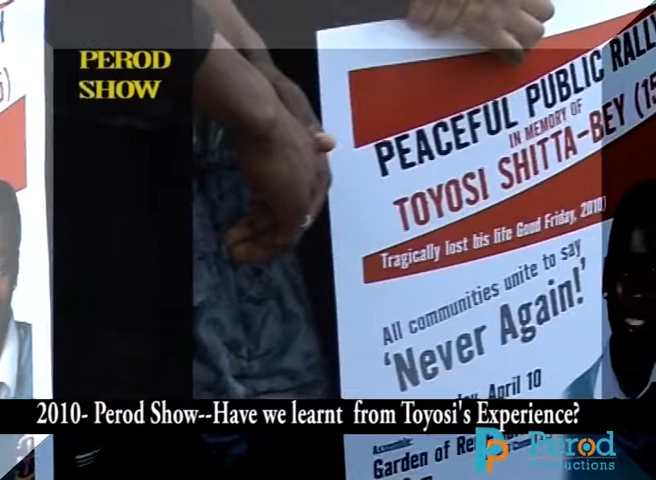 PEROD
SHOW
PEACEFUL PUBLIC RALLY
IN MEMORY OF
TOYOSI SHITTA-BEY (15
Tragically lost his life Good Friday, 2010)
All communities unite to say
'Never Again!'
April 10
Assemble
Garden of
2010- Perod Show--Have we learnt from Toyosi's Experience?
Perod
Productions